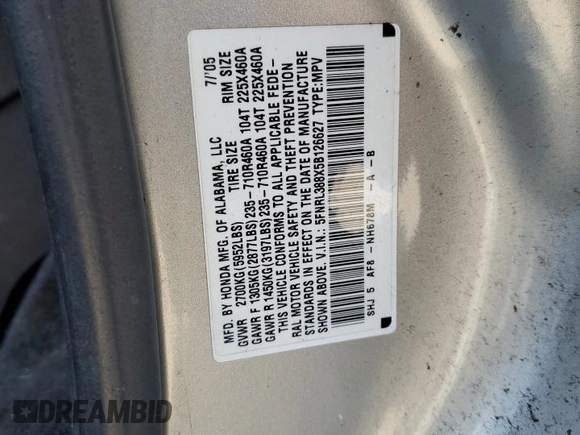 MFD. BY HONDA MFG. OF ALABAMA, LLC 7/'05
TIRE SIZE RIM SIZE
GVWR 2700KG(5952LBS)
GAWR F 1305KG(2877LBS) 235-710R460A 104T 225X460A
GAWR R 1450KG(3197LBS) 235-710R460A 104T 225X460A
THIS VEHICLE CONFORMS TO ALL APPLICABLE FEDE-
RAL MOTOR VEHICLE SAFETY AND THEFT PREVENTION
STANDARDS IN EFFECT ON THE DATE OF MANUFACTURE
SHOWN ABOVE. V.I.N.: 5FNRL388X5B126627 TYPE:MPV
SHJ 5 AF8 - NH678M - A - B
DREAMBID